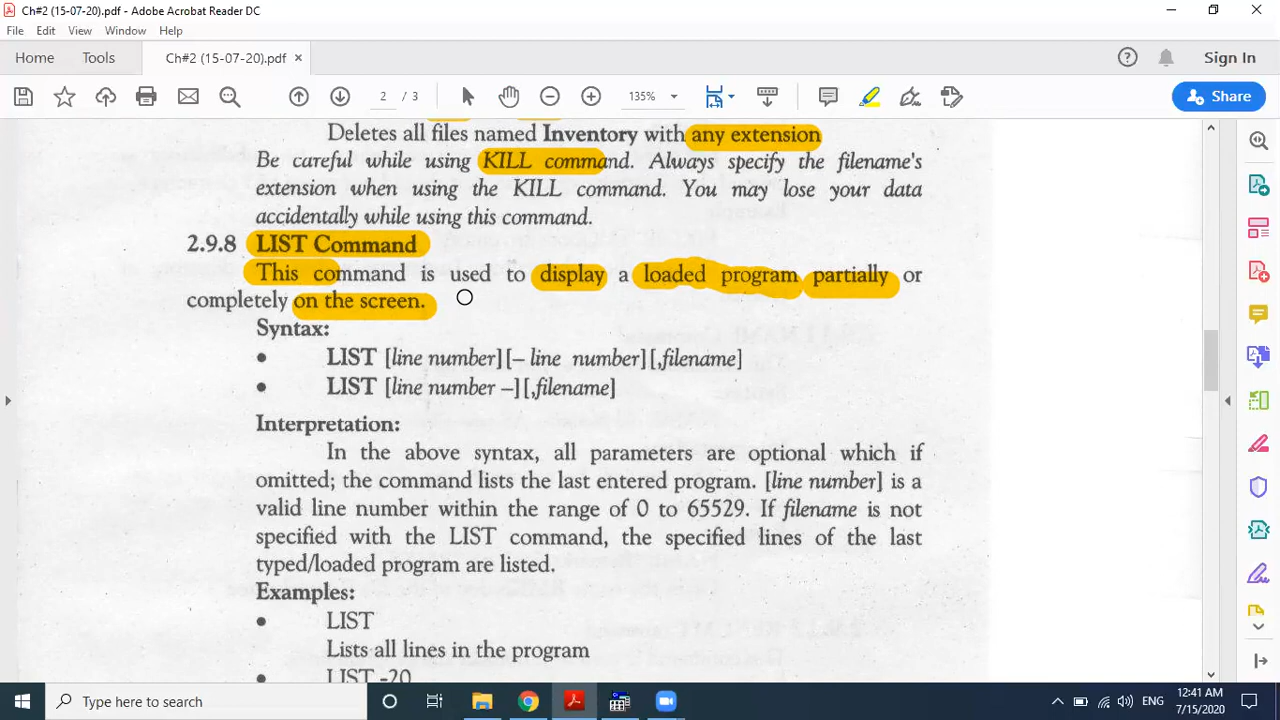 Ch#2 (15-07-20).pdf - Adobe Acrobat Reader DC
File Edit View Window Help
Home Tools Ch#2 (15-07-20).pdf × Sign In
2 / 3 135% Share
Deletes all files named Inventory with any extension
Be careful while using KILL command. Always specify the filename's
extension when using the KILL command. You may lose your data
accidentally while using this command.
2.9.8 LIST Command
This command is used to display a loaded program partially or
completely on the screen.
Syntax:
• LIST [line number][– line number][,filename]
• LIST [line number –][,filename]
Interpretation:
In the above syntax, all parameters are optional which if
omitted; the command lists the last entered program. [line number] is a
valid line number within the range of 0 to 65529. If filename is not
specified with the LIST command, the specified lines of the last
typed/loaded program are listed.
Examples:
• LIST
Lists all lines in the program
• LIST -20
Type here to search
ENG
12:41 AM
7/15/2020